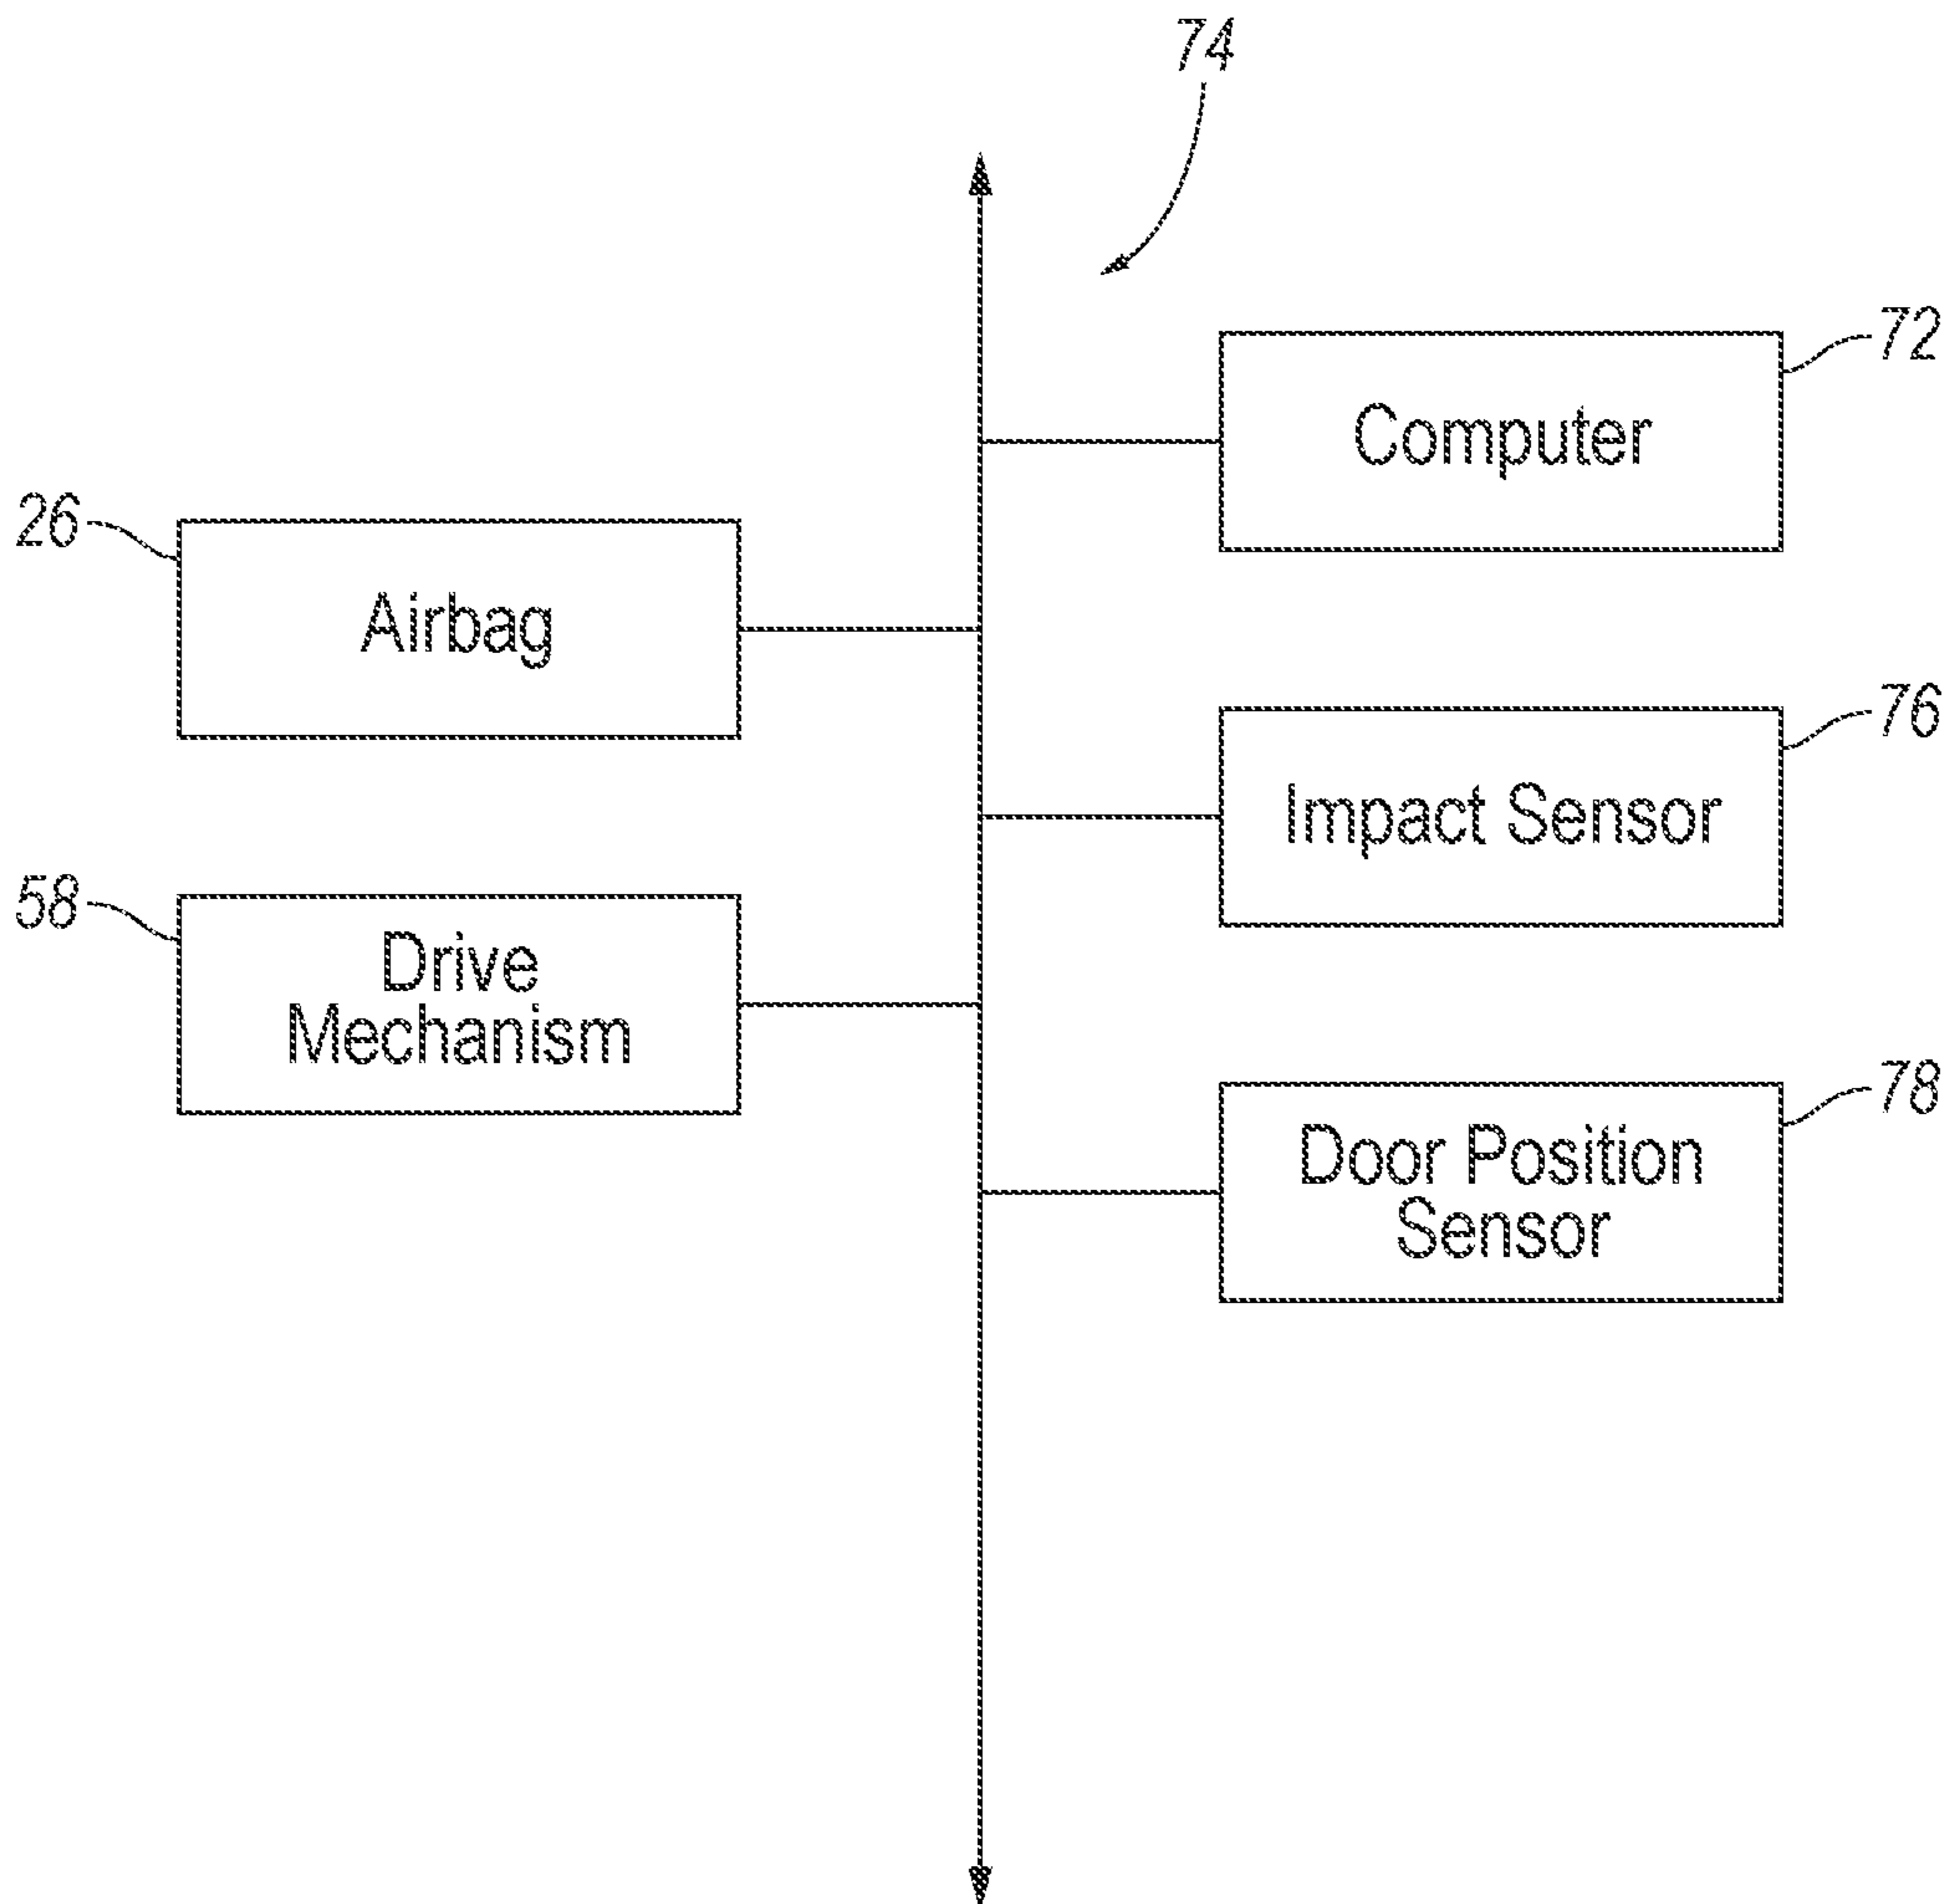 74
72
Computer
26
Airbag
76
Impact Sensor
58
Drive
Mechanism
78
Door Position
Sensor